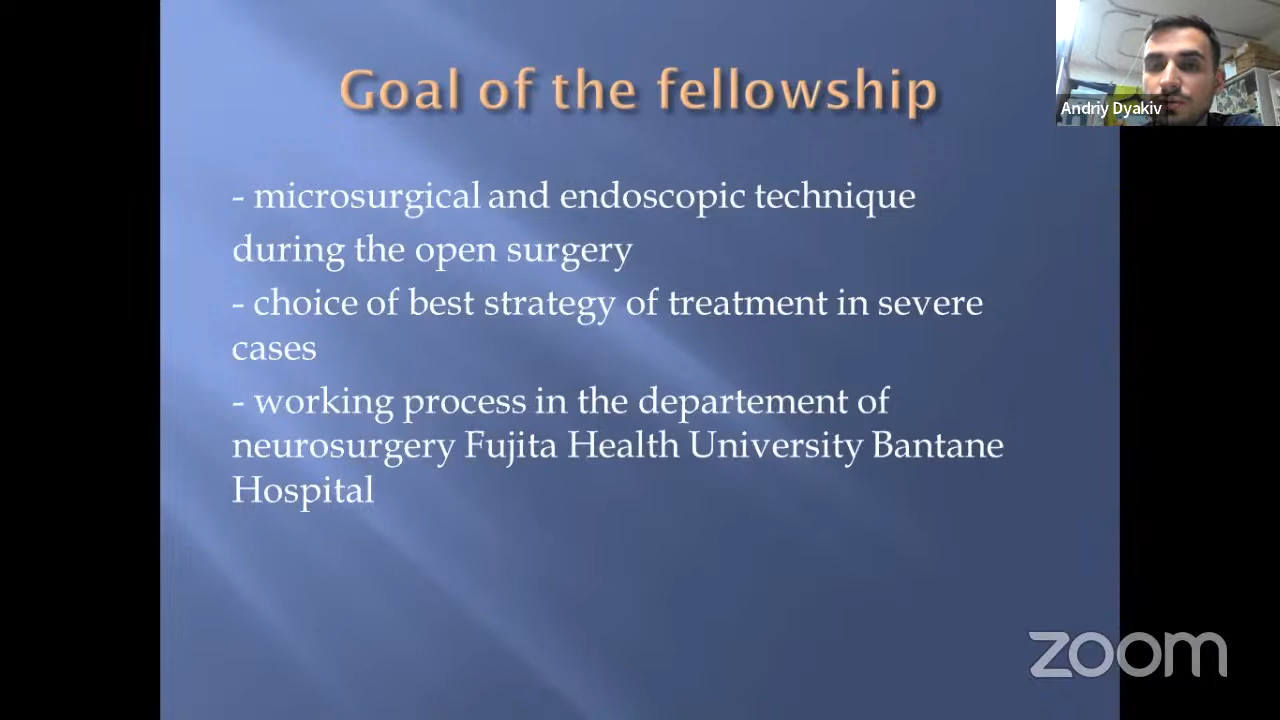 Goal of the fellowship
Andriy Dyakiv
- microsurgical and endoscopic technique
during the open surgery
- choice of best strategy of treatment in severe
cases
- working process in the departement of
neurosurgery Fujita Health University Bantane
Hospital
zoom